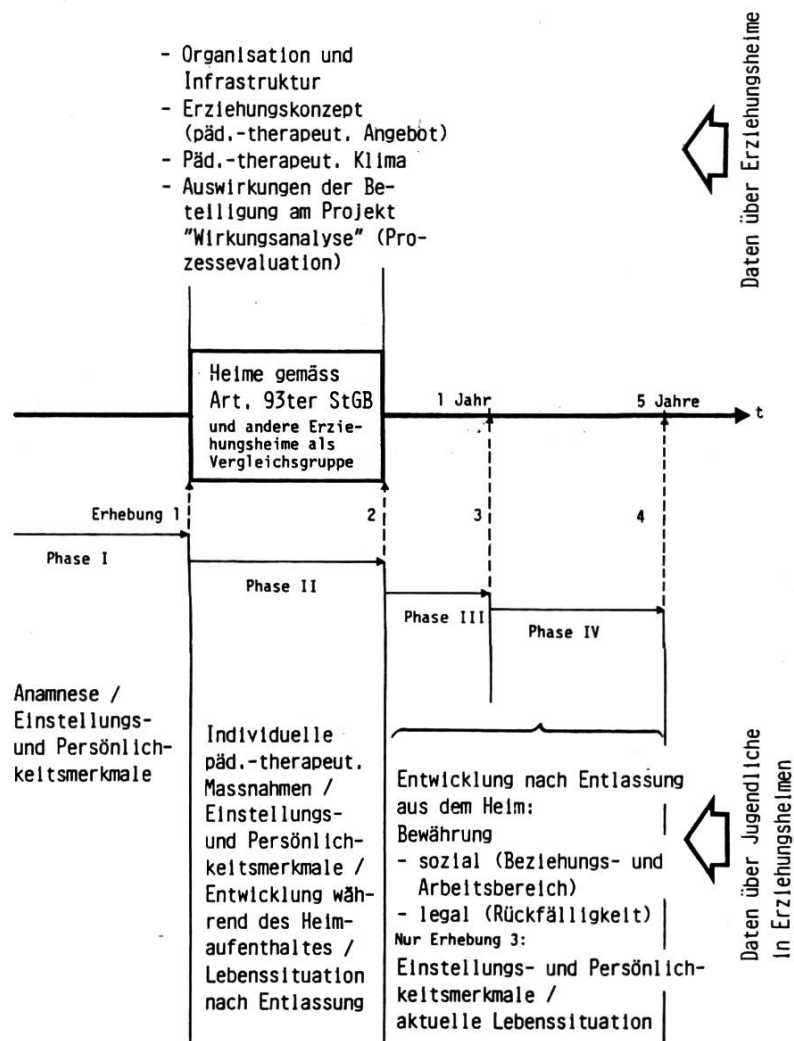 - Organisation und
Infrastruktur
- Erziehungskonzept
(päd.-therapeut. Angebot)
- Päd.-therapeut. Klima
- Auswirkungen der Be-
teiligung am Projekt
"Wirkungsanalyse" (Pro-
zessevaluation)
Daten über Erziehungsheime
Heime gemäss
Art. 93ter StGB
und andere Erzie-
hungsheime als
Vergleichsgruppe
1 Jahr
5 Jahre
t
Erhebung 1
2
3
4
Phase I
Phase II
Phase III
Phase IV
Anamnese /
Einstellungs-
und Persönlich-
keitsmerkmale
Individuelle
päd.-therapeut.
Massnahmen /
Einstellungs-
und Persönlich-
keitsmerkmale /
Entwicklung wäh-
rend des Heim-
aufenthaltes /
Lebenssituation
nach Entlassung
Entwicklung nach Entlassung
aus dem Heim:
Bewährung
- sozial (Beziehungs- und
Arbeitsbereich)
- legal (Rückfälligkeit)
Nur Erhebung 3:
Einstellungs- und Persönlich-
keitsmerkmale /
aktuelle Lebenssituation
Daten über Jugendliche
in Erziehungsheimen